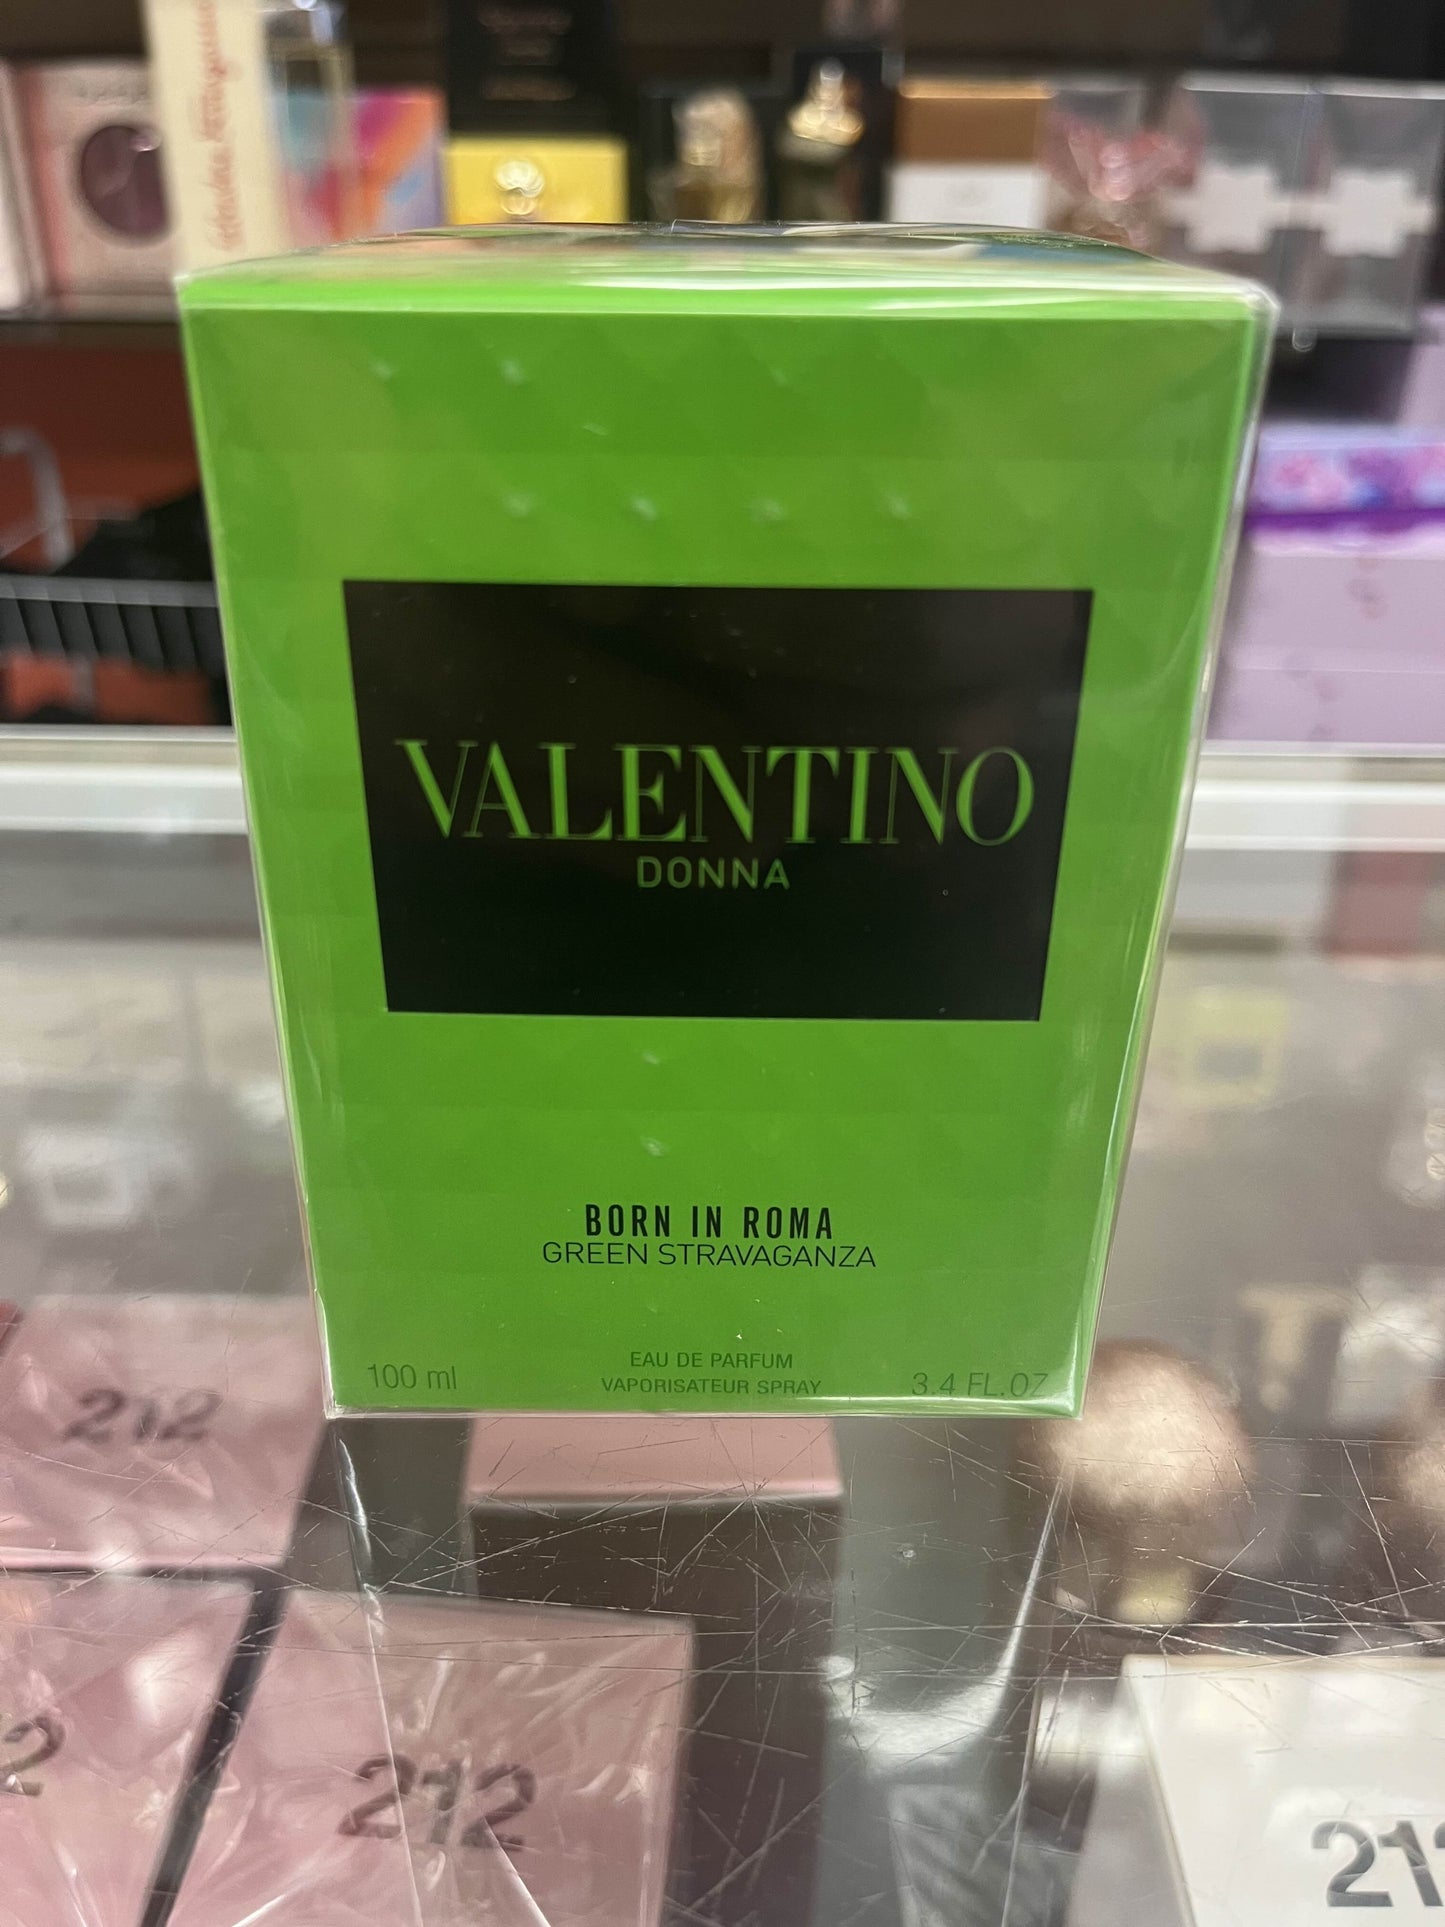 VALENTINO
DONNA
BORN IN ROMA
GREEN STRAVAGANZA
EAU DE PARFUM
100 ml VAPORISATEUR SPRAY 3.4 FL.OZ
212
212